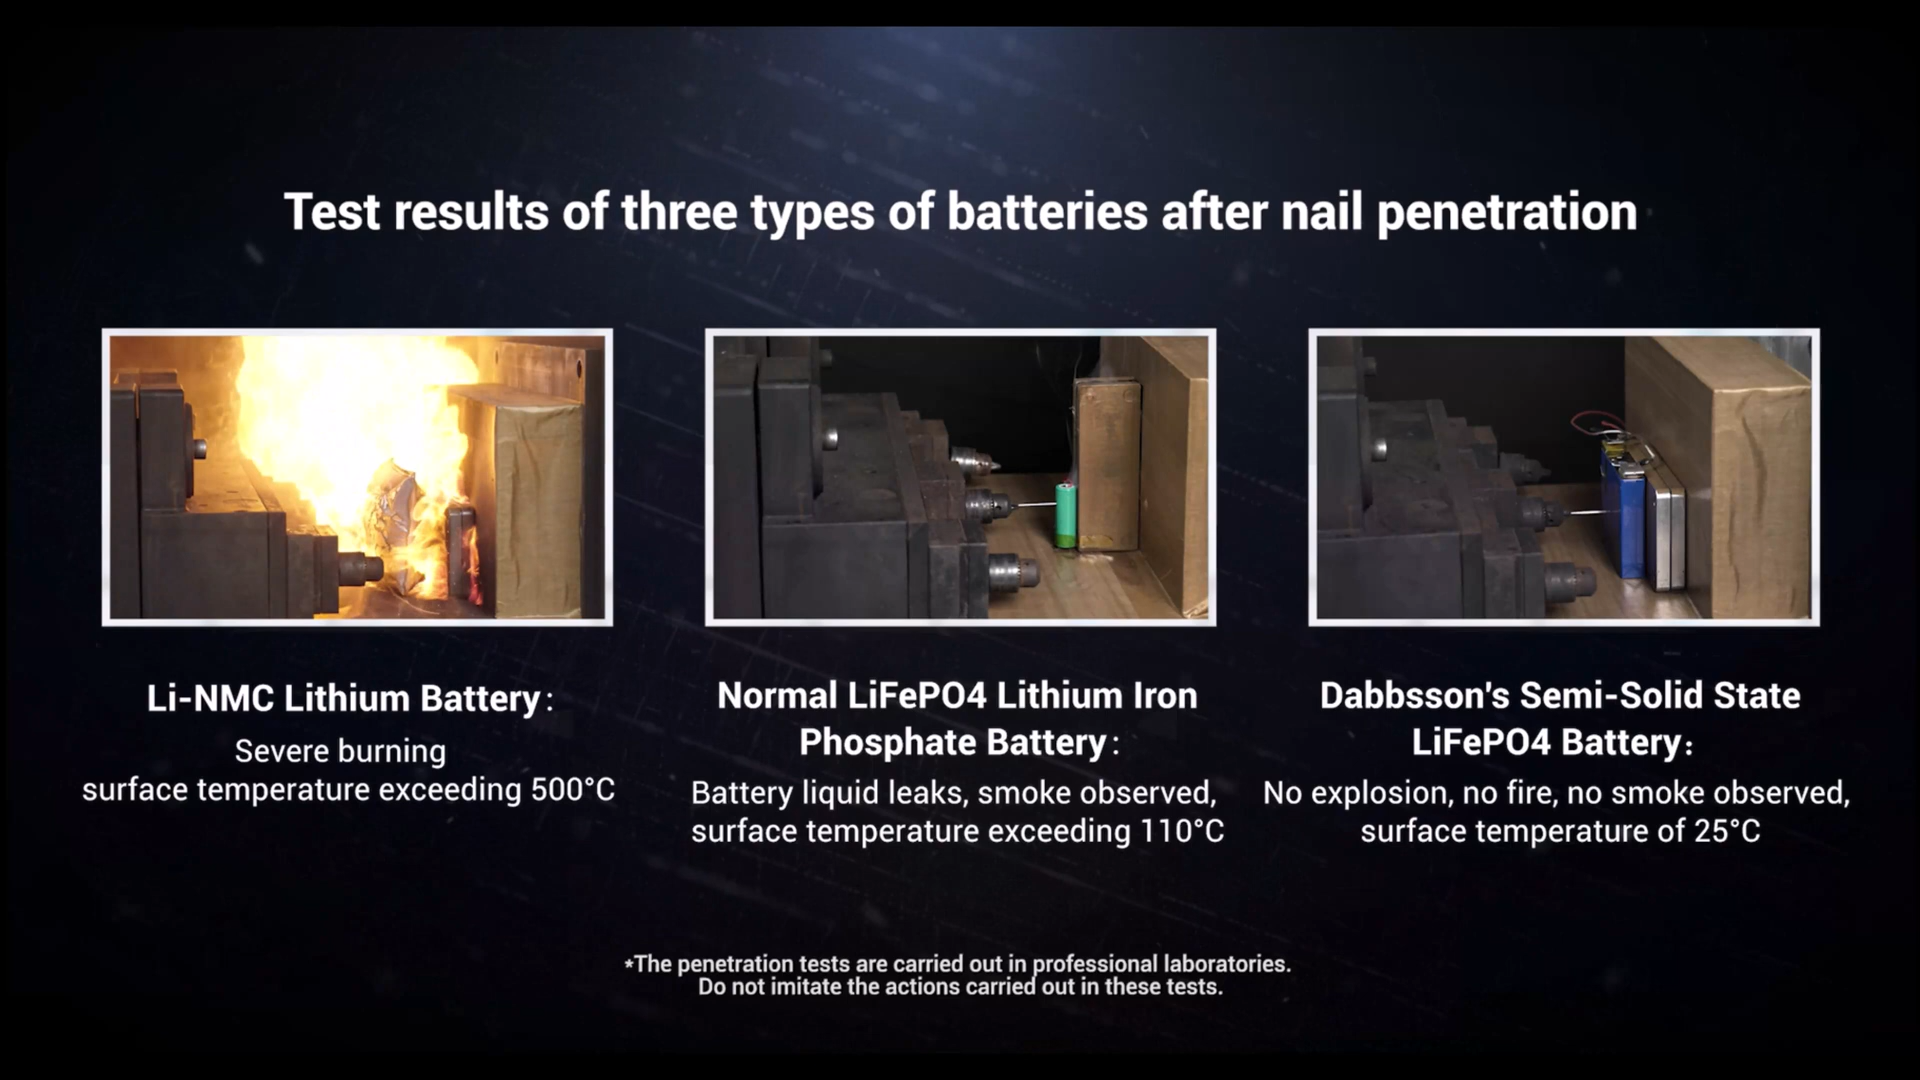 Test results of three types of batteries after nail penetration
Li-NMC Lithium Battery:
Severe burning
surface temperature exceeding 500°C
Normal LiFePO4 Lithium Iron
Phosphate Battery:
Battery liquid leaks, smoke observed,
surface temperature exceeding 110°C
Dabbsson's Semi-Solid State
LiFePO4 Battery:
No explosion, no fire, no smoke observed,
surface temperature of 25°C
*The penetration tests are carried out in professional laboratories.
Do not imitate the actions carried out in these tests.